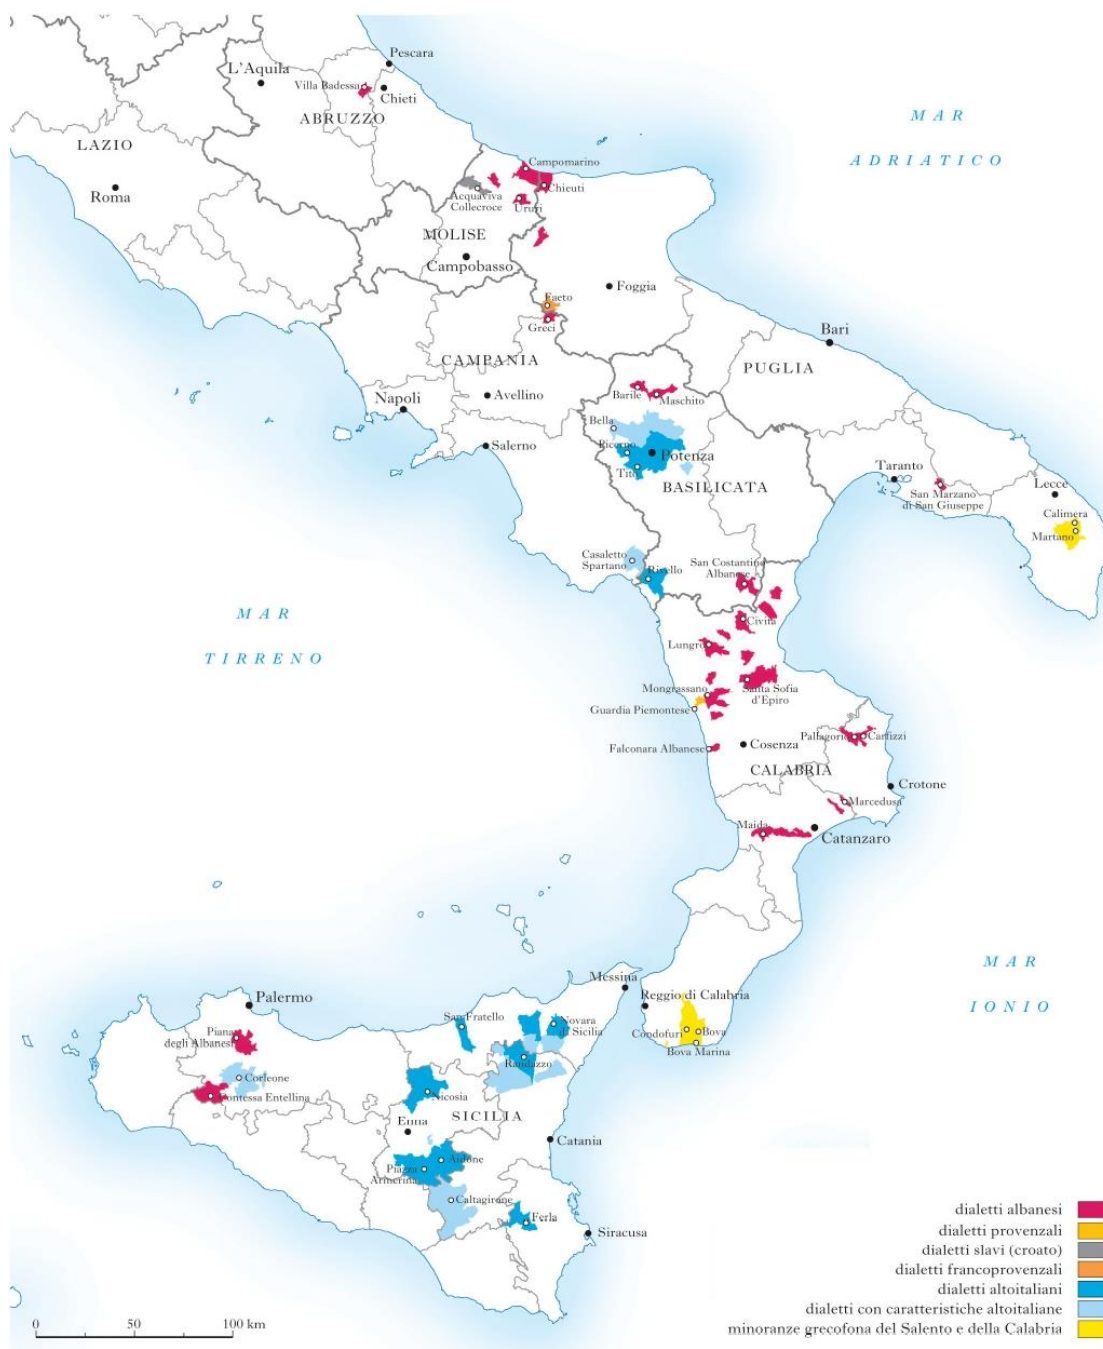 Pescara
L'Aquila
Villa Badessa
Chieti
ABRUZZO
MAR
ADRIATICO
LAZIO
Roma
Campomarino
Chieuti
Acquaviva
Collecroce
Ururi
MOLISE
Campobasso
Foggia
Faeto
Greci
Bari
CAMPANIA
PUGLIA
Napoli
Avellino
Barile
Maschito
Bella
Salerno
Picerno
Potenza
Tito
BASILICATA
Taranto
San Marzano
di San Giuseppe
Lecce
Calimera
Martano
Casaletto
Spartano
Rivello
San Costantino
Albanese
MAR
TIRRENO
Civita
Lungro
Mongrassano
Santa Sofia
d'Epiro
Guardia Piemontese
Falconara Albanese
Cosenza
Pallagorio
Carfizzi
CALABRIA
Crotone
Marcedusa
Maida
Catanzaro
MAR
IONIO
Messina
Reggio di Calabria
Condofuri
Bova
Bova Marina
Palermo
Piana
degli Albanesi
San Fratello
Novara
di Sicilia
Randazzo
Corleone
Contessa Entellina
Nicosia
SICILIA
Enna
Catania
Aidone
Piazza
Armerina
Caltagirone
Ferla
Siracusa
dialetti albanesi
dialetti provenzali
dialetti slavi (croato)
dialetti francoprovenzali
dialetti altoitaliani
dialetti con caratteristiche altoitaliane
minoranze grecofona del Salento e della Calabria
0 50 100 km